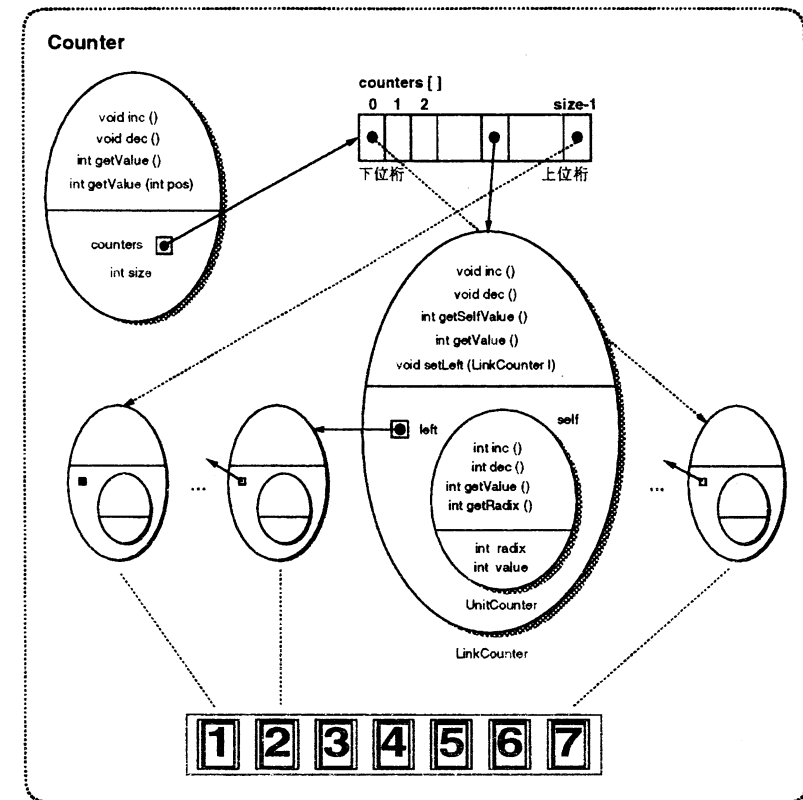 Counter
void inc ()
void dec ()
int getValue ()
int getValue (int pos)
counters
int size
counters [ ]
0 1 2 size-1
下位桁 上位桁
void inc ()
void dec ()
int getSelfValue ()
int getValue ()
void setLeft (LinkCounter l)
left
self
int inc ()
int dec ()
int getValue ()
int getRadix ()
int radix
int value
UnitCounter
LinkCounter
...
...
1 2 3 4 5 6 7